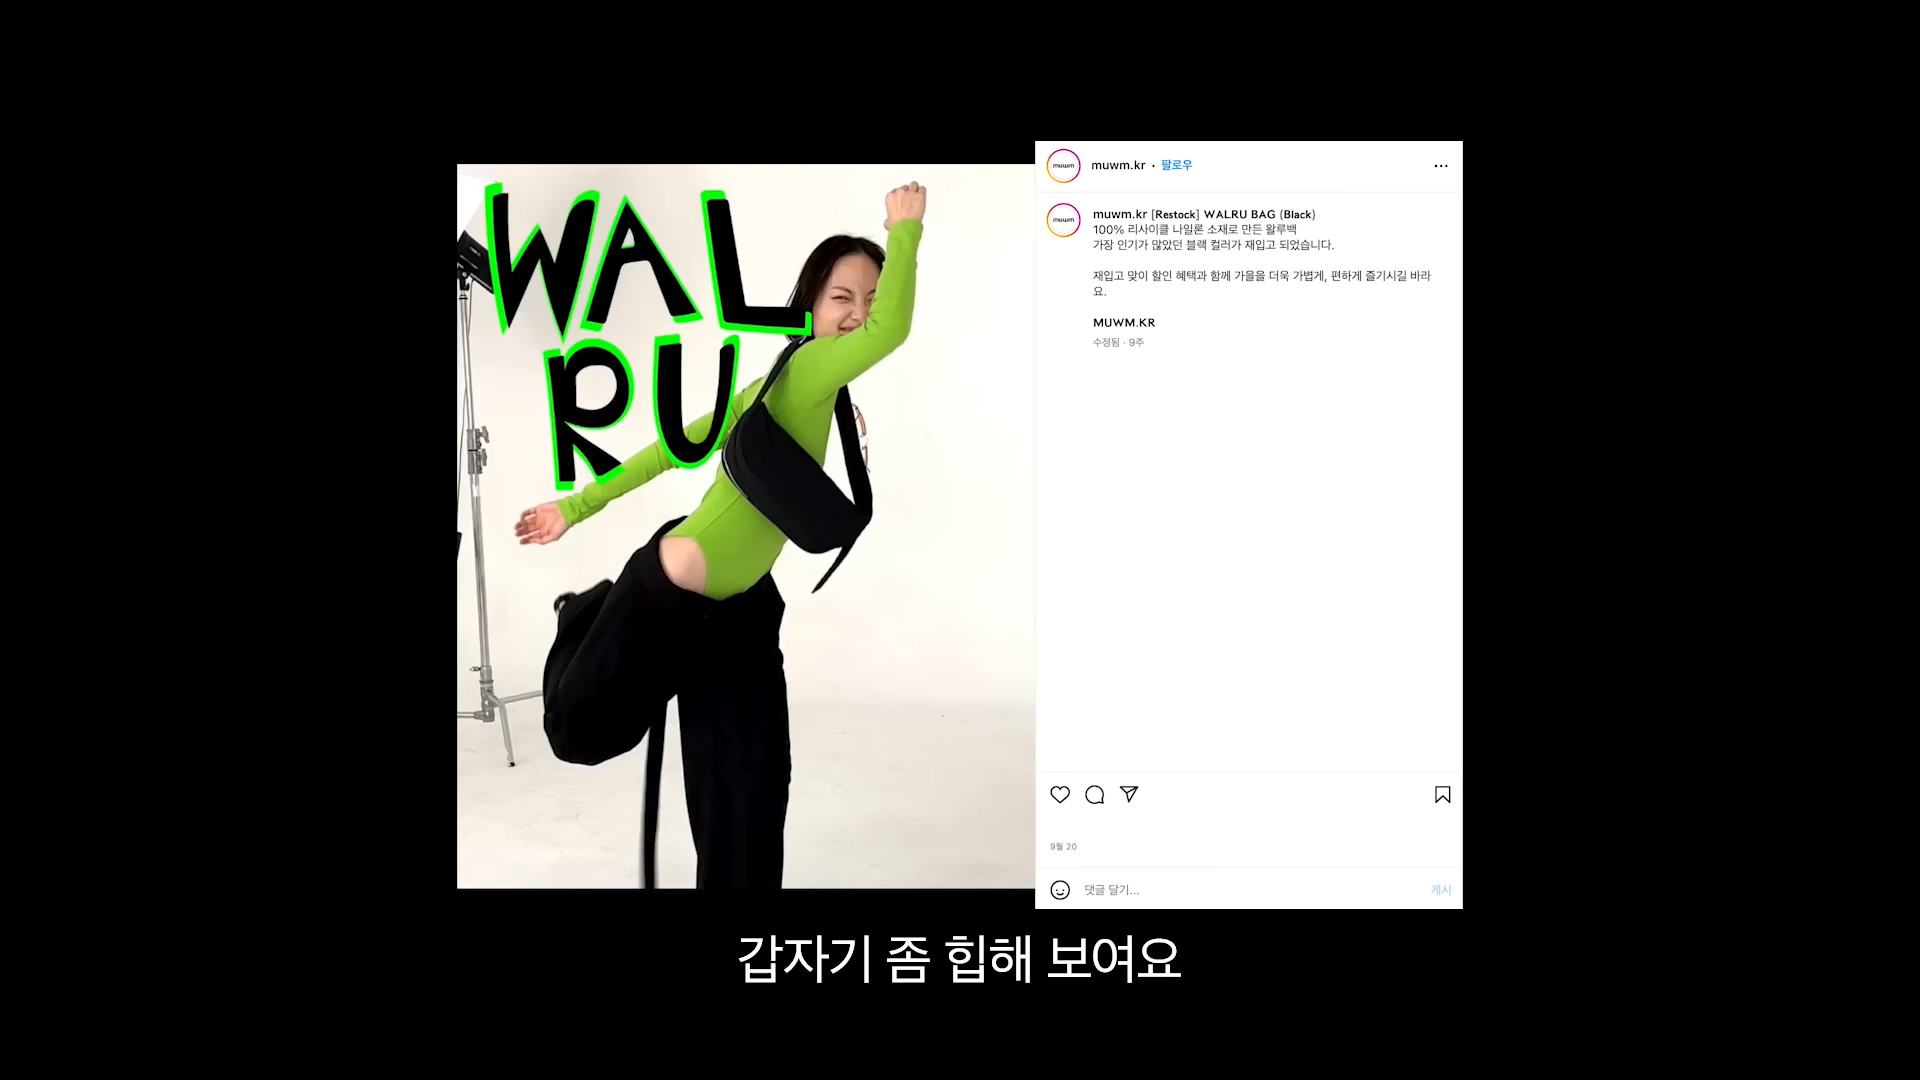 WAL
RU
muwm
muwm.kr • 팔로우
muwm
muwm.kr [Restock] WALRU BAG (Black)
100% 리사이클 나일론 소재로 만든 왈루백
가장 인기가 많았던 블랙 컬러가 재입고 되었습니다.
재입고 맞이 할인 혜택과 함께 가을을 더욱 가볍게, 편하게 즐기시길 바라
요.
MUWM.KR
수정됨 · 9주
9월 20
댓글 달기... 게시
갑자기 좀 힙해 보여요